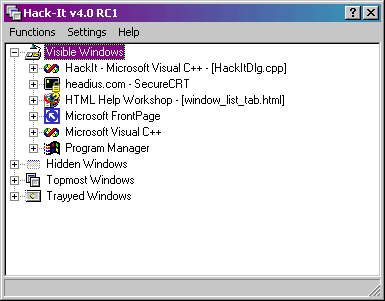 Hack-It v4.0 RC1
Functions Settings Help
Visible Windows
HackIt - Microsoft Visual C++ - [HackItDlg.cpp]
headius.com - SecureCRT
HTML Help Workshop - [window_list_tab.html]
Microsoft FrontPage
Microsoft Visual C++
Program Manager
Hidden Windows
Topmost Windows
Trayyed Windows